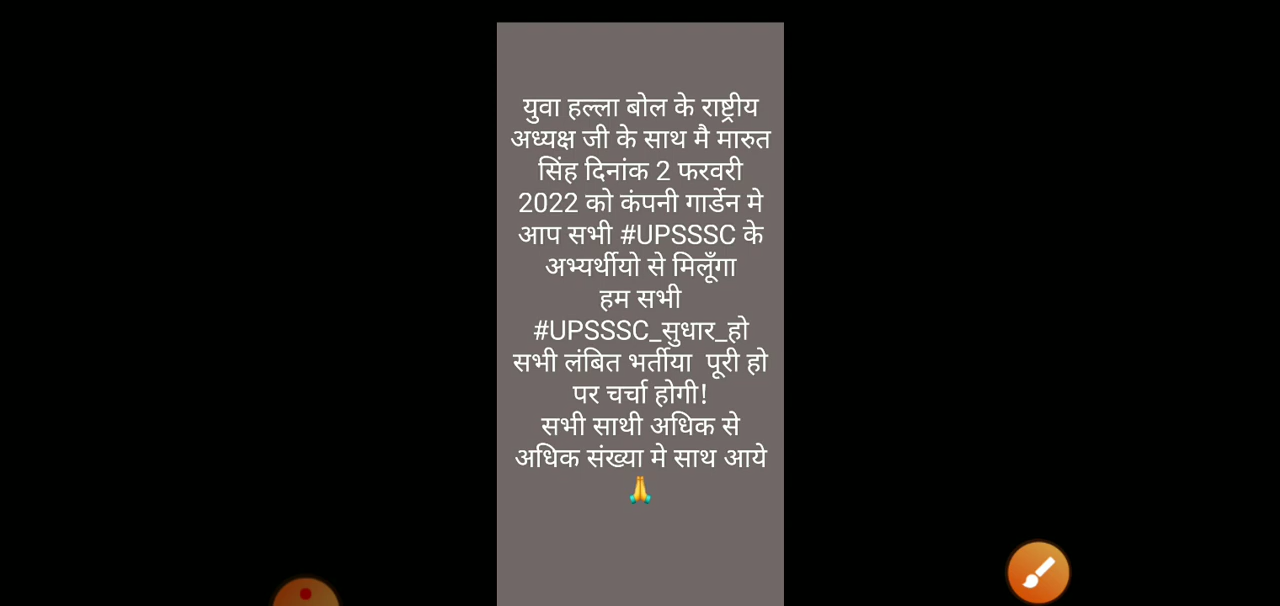 युवा हल्ला बोल के राष्ट्रीय
अध्यक्ष जी के साथ मै मारुत
सिंह दिनांक 2 फरवरी
2022 को कंपनी गार्डेन मे
आप सभी #UPSSSC के
अभ्यर्थीयो से मिलूँगा
हम सभी
#UPSSSC_सुधार_हो
सभी लंबित भर्तीया  पूरी हो
पर चर्चा होगी!
सभी साथी अधिक से
अधिक संख्या मे साथ आये
🙏